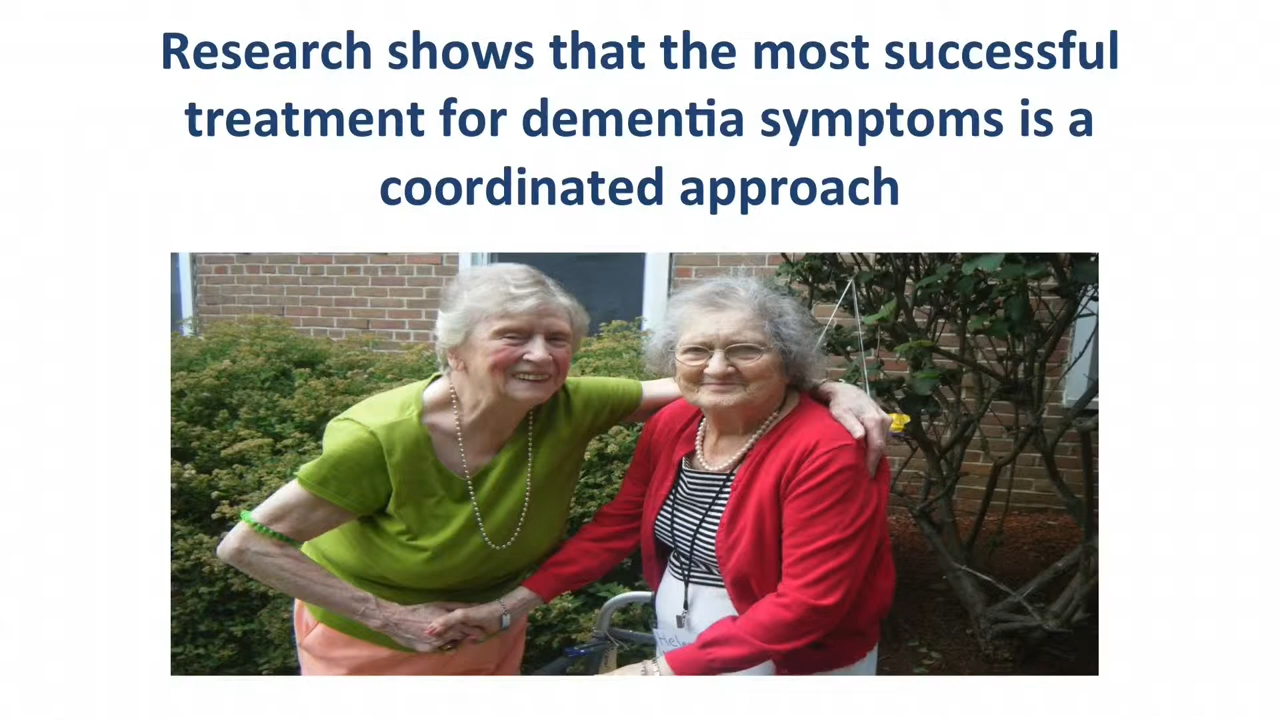 Research shows that the most successful
treatment for dementia symptoms is a
coordinated approach